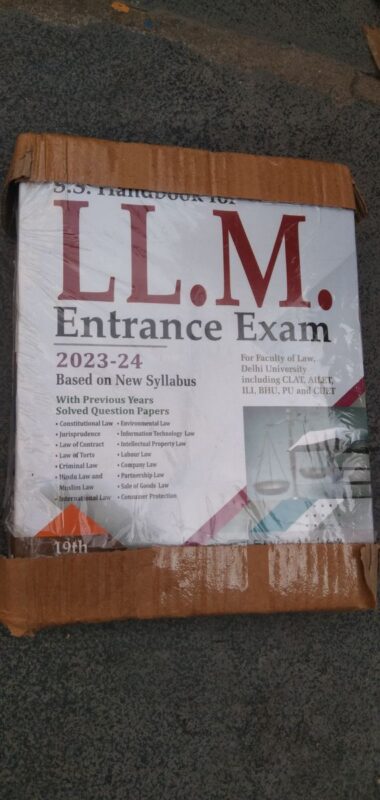 S.S. Handbook for
LL.M.
Entrance Exam
2023-24
Based on New Syllabus
With Previous Years
Solved Question Papers
For Faculty of Law,
Delhi University
including CLAT, AILET,
ILI, BHU, PU and CUET
• Constitutional Law
• Jurisprudence
• Law of Contract
• Law of Torts
• Criminal Law
• Hindu Law and
Muslim Law
• International Law
• Environmental Law
• Information Technology Law
• Intellectual Property Law
• Labour Law
• Company Law
• Partnership Law
• Sale of Goods Law
• Consumer Protection
19th